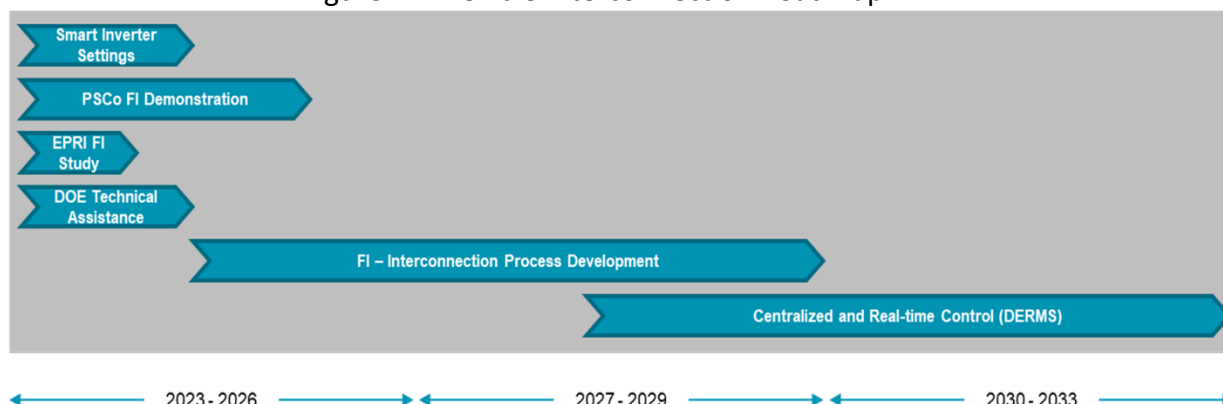 Smart Inverter
Settings
PSCo FI Demonstration
EPRI FI
Study
DOE Technical
Assistance
FI – Interconnection Process Development
Centralized and Real-time Control (DERMS)
2023 - 2026 2027 - 2029 2030 - 2033